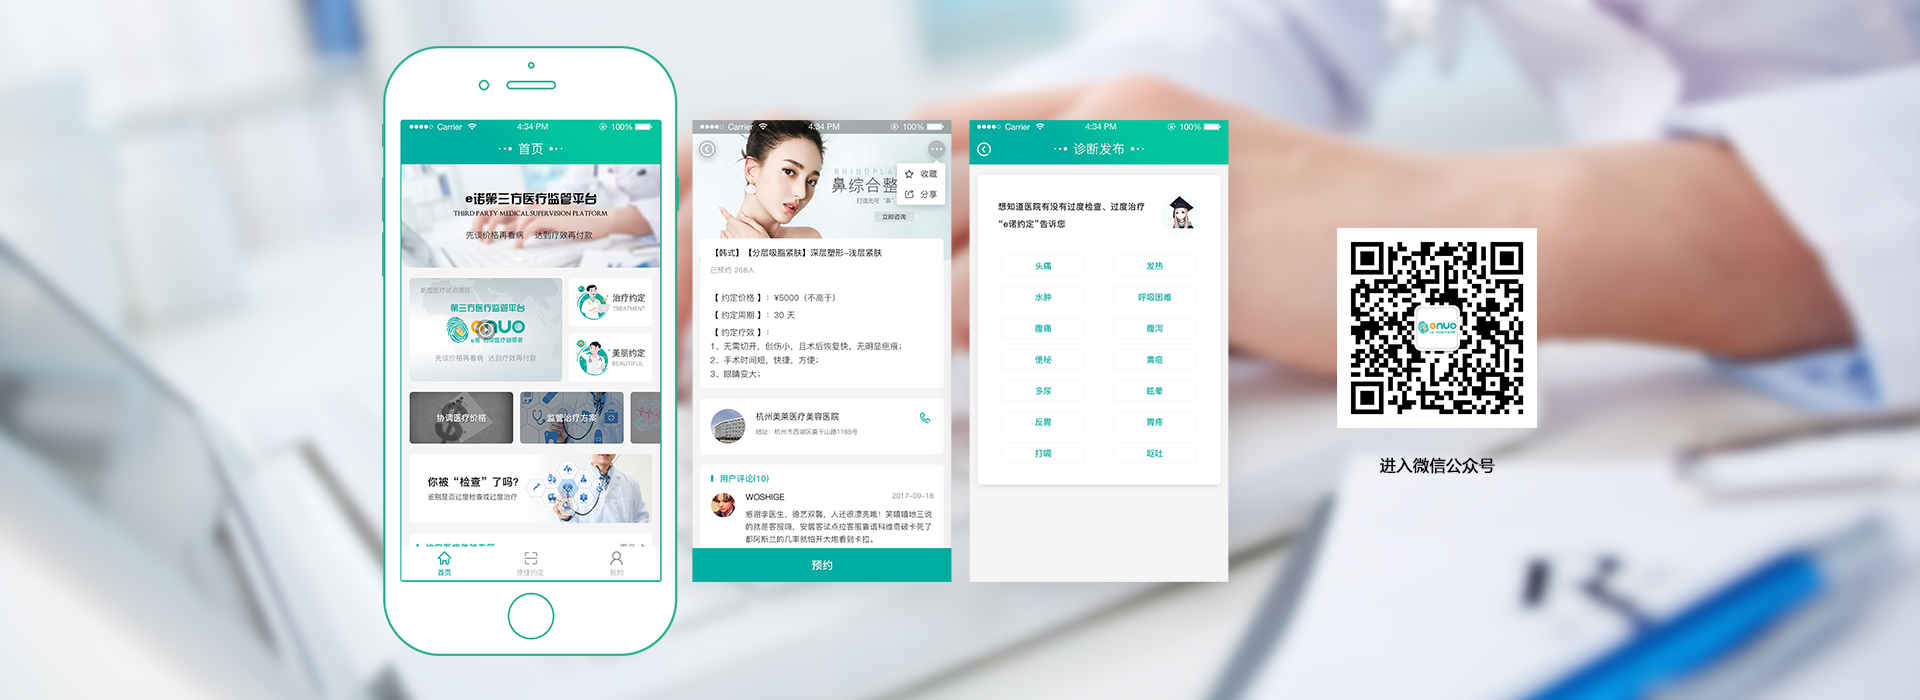 Carrier
4:34 PM
100%
首页
e诺第三方医疗监管平台
THIRD PARTY MEDICAL SUPERVISION PLATFORM
先谈价格再看病 达到疗效再付款
新型医疗试点项目
第三方医疗监管平台
enuo
先谈价格再看病 达到疗效再付款
治疗约定
TREATMENT
美丽约定
BEAUTIFUL
协调医疗价格
监管治疗方案
你被“检查”了吗?
鉴别是否过度检查或过度治疗
首页
便捷约定
我的
Carrier
4:34 PM
100%
RHINOPLA
鼻综合整
打造无可“鼻”
立即咨询
收藏
分享
【韩式】【分层吸脂紧肤】深层塑形-浅层紧肤
已预约 268人
【 约定价格 】：¥5000（不高于）
【 约定周期 】：30 天
【 约定疗效 】：
1、无需切开，创伤小，且术后恢复快，无明显疤痕；
2、手术时间短，快捷，方便；
3、眼睛变大；
杭州美莱医疗美容医院
地址：杭州市西湖区莫干山路1165号
用户评论(10)
WOSHIGE
2017-09-18
感谢李医生，德艺双馨，人还很漂亮哦！笑嘻嘻地三说
的就是客服嗨，安居客试点拉客服靠谱科维奇破卡死了
都阿斯兰的几率就怕开大炮看到卡拉。
预约
Carrier
4:34 PM
100%
诊断发布
想知道医院有没有过度检查、过度治疗
“e诺约定”告诉您
头痛
发热
水肿
呼吸困难
腹痛
腹泻
便秘
黄疸
多尿
眩晕
反胃
胃疼
打嗝
呕吐
enuo
进入微信公众号